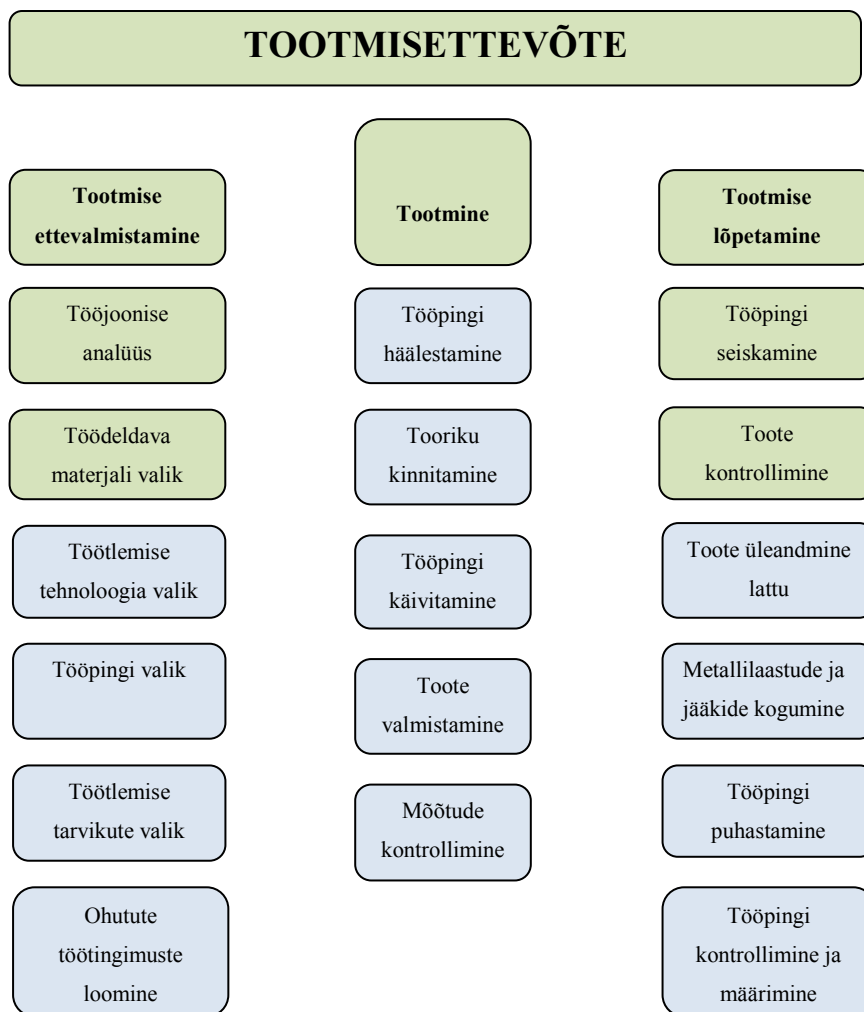 TOOTMISETTEVÕTE
Tootmise
ettevalmistamine
Tööjoonise
analüüs
Töödeldava
materjali valik
Töötlemise
tehnoloogia valik
Tööpingi valik
Töötlemise
tarvikute valik
Ohutute
töötingimuste
loomine
Tootmine
Tööpingi
häälestamine
Tooriku
kinnitamine
Tööpingi
käivitamine
Toote
valmistamine
Mõõtude
kontrollimine
Tootmise
lõpetamine
Tööpingi
seiskamine
Toote
kontrollimine
Toote üleandmine
lattu
Metallilaastude ja
jääkide kogumine
Tööpingi
puhastamine
Tööpingi
kontrollimine ja
määrimine